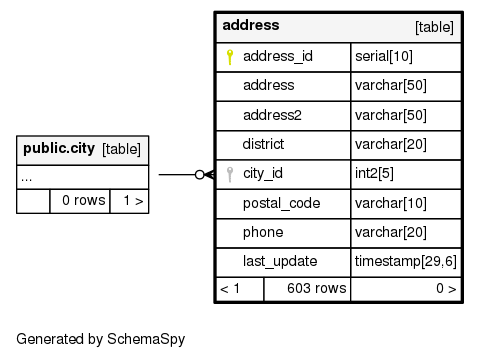 address [table]
address_id serial[10]
address varchar[50]
address2 varchar[50]
district varchar[20]
public.city [table]
...
0 rows 1 >
city_id int2[5]
postal_code varchar[10]
phone varchar[20]
last_update timestamp[29,6]
< 1 603 rows 0 >
Generated by SchemaSpy